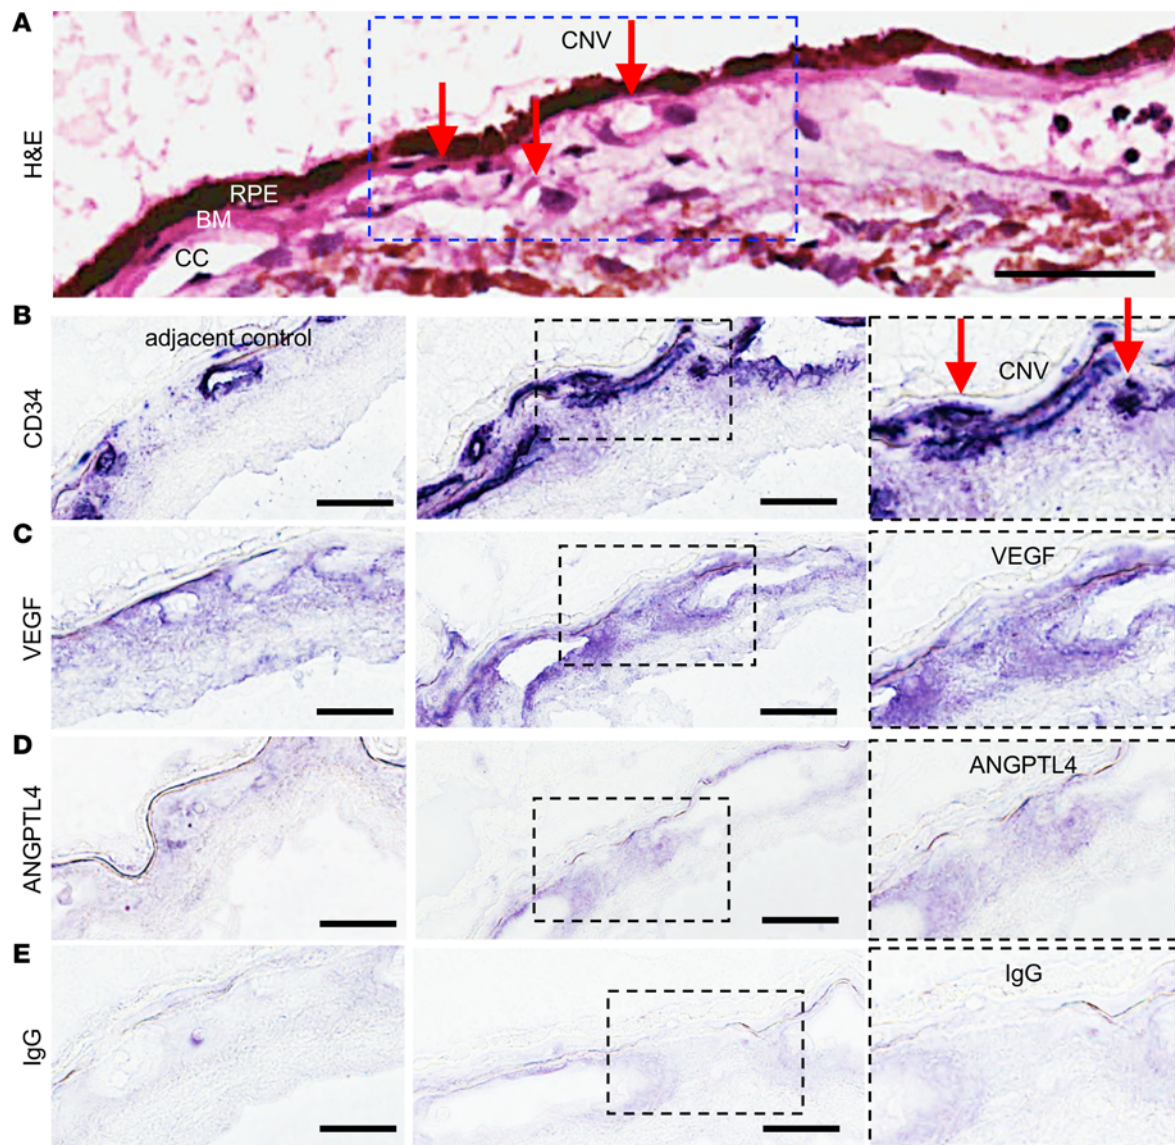 A
H&E
CNV
RPE
BM
CC
B
CD34
adjacent control
CNV
C
VEGF
VEGF
D
ANGPTL4
ANGPTL4
E
IgG
IgG